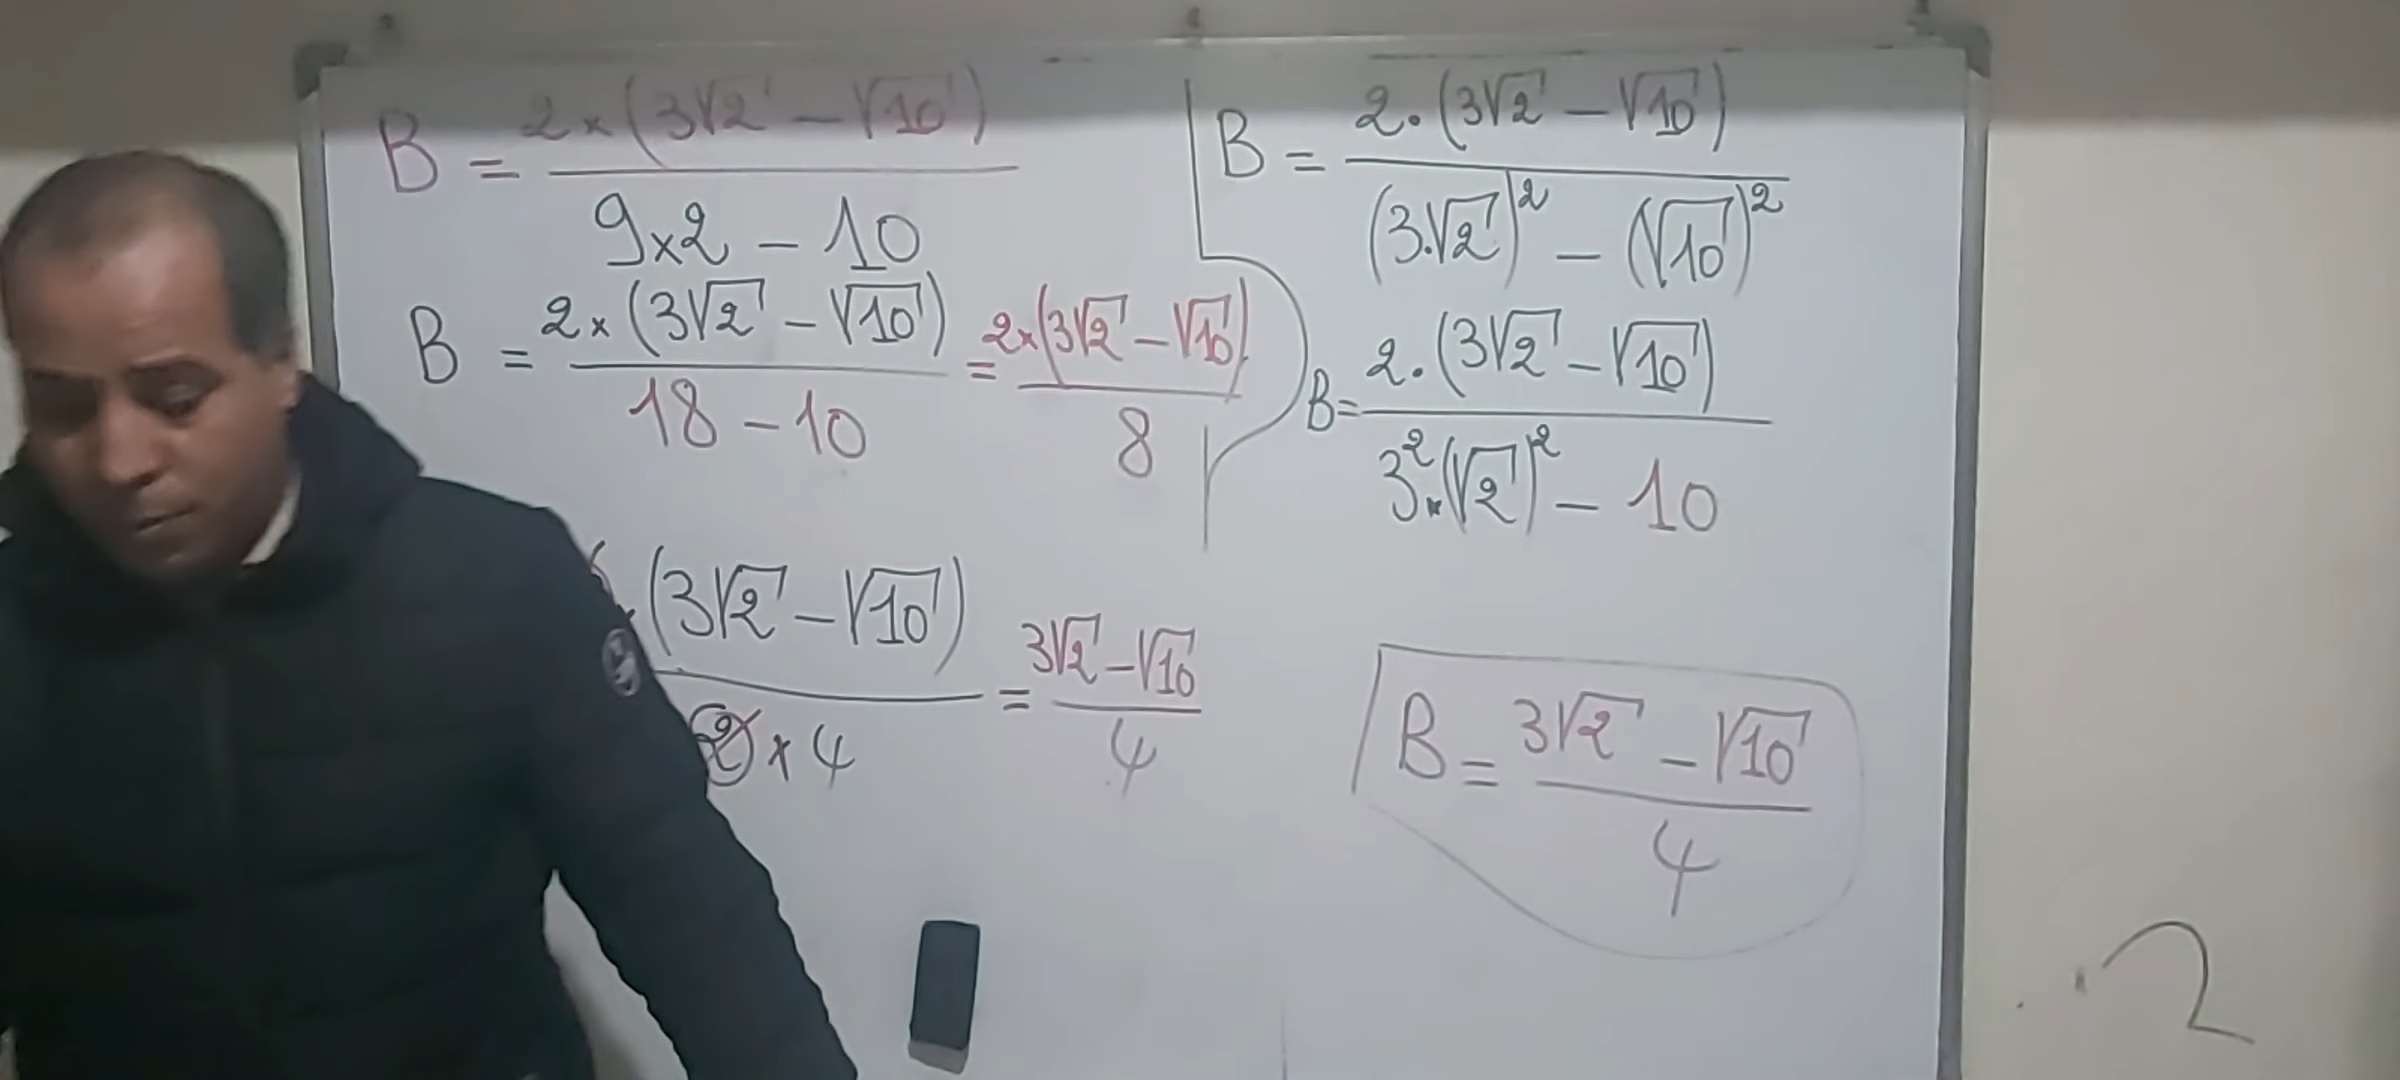 B = 2 × (3√2 − √10) / 9×2 − 10
B = 2 × (3√2 − √10) / 18 − 10 = 2×(3√2 − √10) / 8
(3√2 − √10) / 2 × 4 = 3√2 − √10 / 4
B = 2·(3√2 − √10) / (3·√2)² − (√10)²
B = 2·(3√2 − √10) / 3²×(√2)² − 10
B = 3√2 − √10 / 4
2